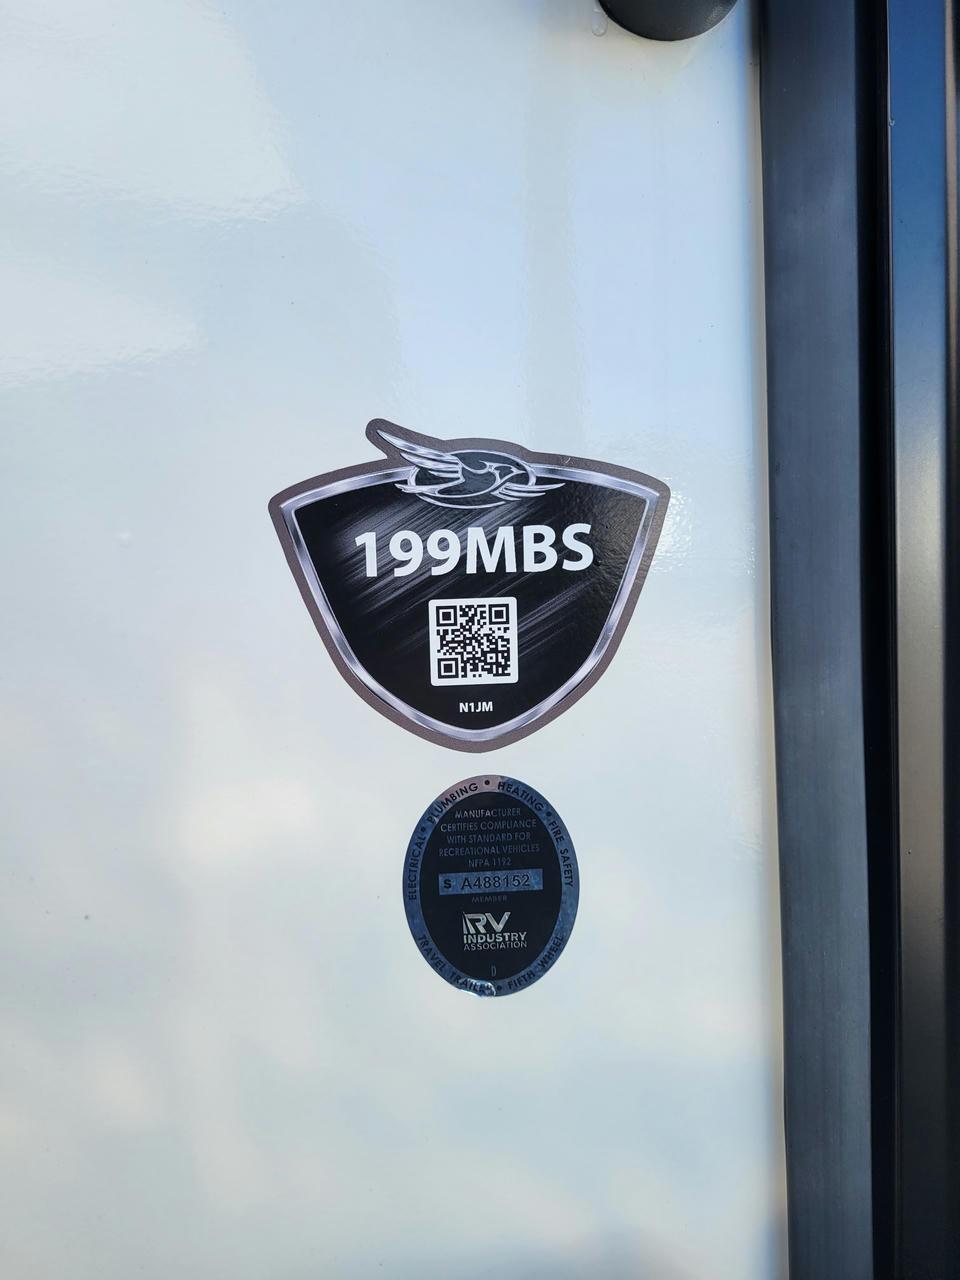 199MBS
N1JM
ELECTRICAL • PLUMBING • HEATING • FIRE SAFETY
MANUFACTURER
CERTIFIES COMPLIANCE
WITH STANDARD FOR
RECREATIONAL VEHICLES
NFPA 1192
S A488152
MEMBER
RV
INDUSTRY
ASSOCIATION
D
TRAVEL TRAILER • FIFTH WHEEL